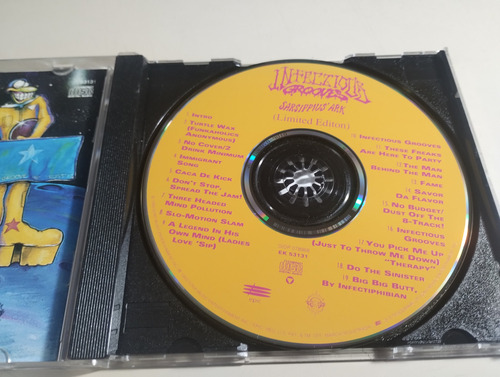 INFECTIOUS
GROOVES
SARSIPPIUS' ARK
(Limited Editon)
INTRO
TURTLE WAX
(FUNKAHOLICS
ANONYMOUS)
NO COVER/2
DRINK MINIMUM
IMMIGRANT
SONG
CACA DE KICK
DON'T STOP,
SPREAD THE JAM!
THREE HEADED
MIND POLLUTION
SLO-MOTION SLAM
A LEGEND IN HIS
OWN MIND (LADIES
LOVE 'SIP)
INFECTIOUS GROOVES
THESE FREAKS
ARE HERE TO PARTY
THE MAN
BEHIND THE MAN
FAME
SAVOR
DA FLAVOR
NO BUDGET/
DUST OFF THE
8-TRACK!
INFECTIOUS
GROOVES
YOU PICK ME UP
(JUST TO THROW ME DOWN)
"THERAPY"
DO THE SINISTER
BIG BIG BUTT,
BY INFECTIPHIBIAN
EK 53131
epic